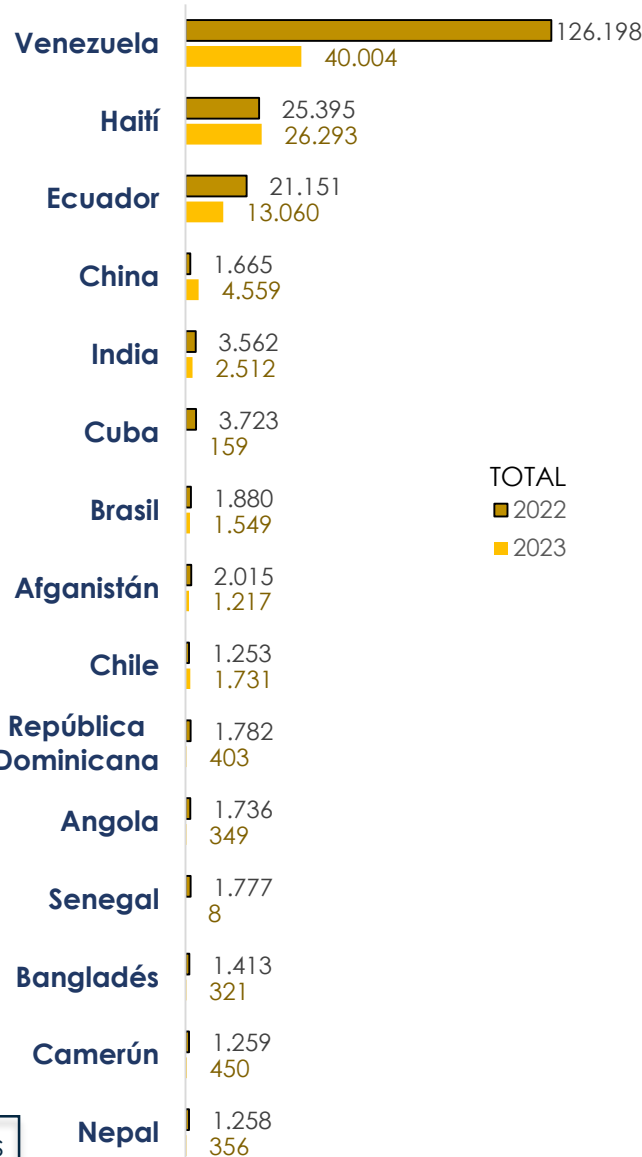 Venezuela
126.198
40.004
Haití
25.395
26.293
Ecuador
21.151
13.060
China
1.665
4.559
India
3.562
2.512
Cuba
3.723
159
TOTAL
2022
2023
Brasil
1.880
1.549
Afganistán
2.015
1.217
Chile
1.253
1.731
República
Dominicana
1.782
403
Angola
1.736
349
Senegal
1.777
8
Bangladés
1.413
321
Camerún
1.259
450
Nepal
1.258
356
s